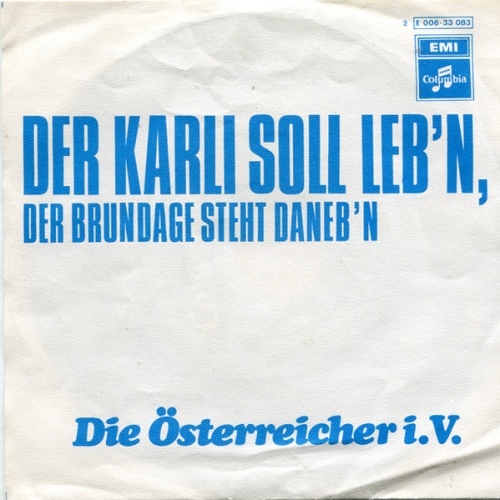 2 E 006-33 083
EMI
Columbia
DER KARLI SOLL LEB'N,
DER BRUNDAGE STEHT DANEB'N
Die Österreicher i.V.